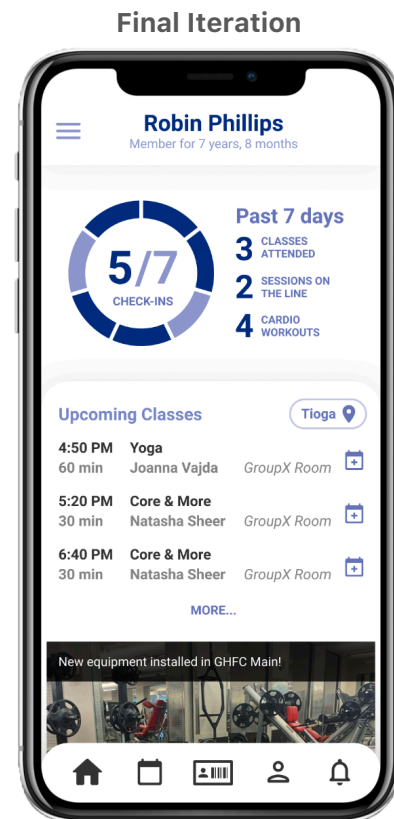 Final Iteration
Robin Phillips
Member for 7 years, 8 months
5/7
CHECK-INS
Past 7 days
3 CLASSES ATTENDED
2 SESSIONS ON THE LINE
4 CARDIO WORKOUTS
Upcoming Classes
Tioga
4:50 PM Yoga
60 min Joanna Vajda GroupX Room
5:20 PM Core & More
30 min Natasha Sheer GroupX Room
6:40 PM Core & More
30 min Natasha Sheer GroupX Room
MORE...
New equipment installed in GHFC Main!